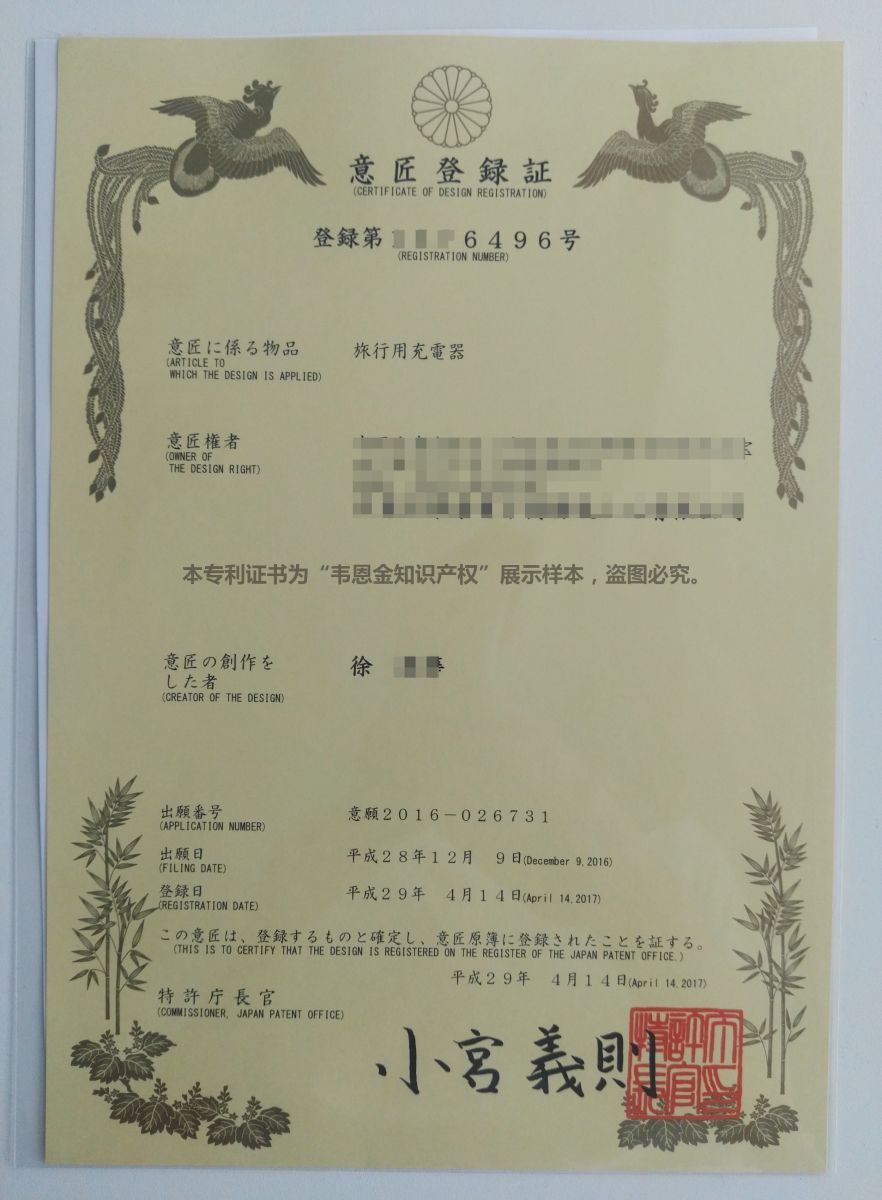 意匠登録証
(CERTIFICATE OF DESIGN REGISTRATION)
登録第 6496号
(REGISTRATION NUMBER)
意匠に係る物品 旅行用充電器
(ARTICLE TO
WHICH THE DESIGN IS APPLIED)
意匠権者
(OWNER OF
THE DESIGN RIGHT)
本专利证书为“韦恩金知识产权”展示样本，盗图必究。
意匠の創作を
した者 徐
(CREATOR OF THE DESIGN)
出願番号 意願2016-026731
(APPLICATION NUMBER)
出願日 平成28年12月 9日(December 9,2016)
(FILING DATE)
登録日 平成29年 4月14日(April 14,2017)
(REGISTRATION DATE)
この意匠は、登録するものと確定し、意匠原簿に登録されたことを証する。
(THIS IS TO CERTIFY THAT THE DESIGN IS REGISTERED ON THE REGISTER OF THE JAPAN PATENT OFFICE.)
平成29年 4月14日(April 14,2017)
特許庁長官
(COMMISSIONER, JAPAN PATENT OFFICE)
小宮義則